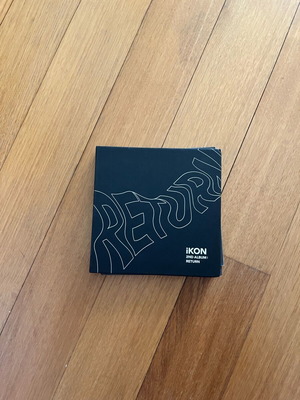 RETURN
iKON
2ND ALBUM :
RETURN